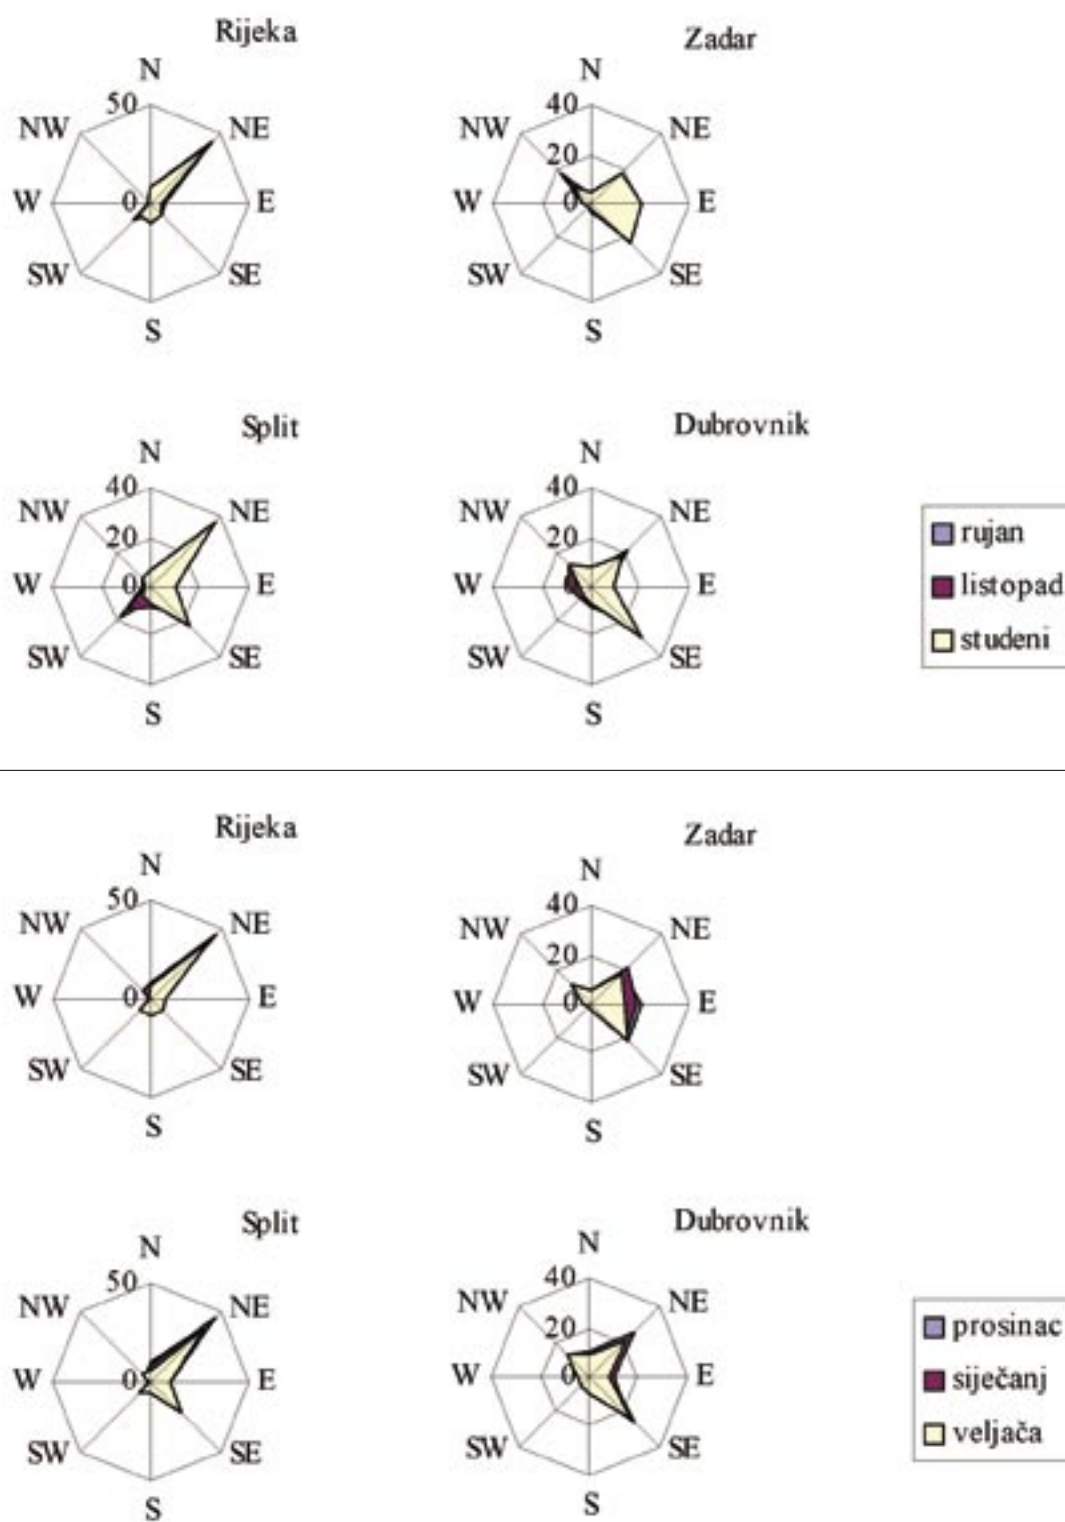 Rijeka
N
50
NW
NE
W
0
E
SW
SE
S
Zadar
N
40
NW
NE
20
W
0
E
SW
SE
S
Split
N
40
NW
NE
20
W
0
E
SW
SE
S
Dubrovnik
N
40
NW
NE
20
W
0
E
SW
SE
S
rujan
listopad
studeni
Rijeka
N
50
NW
NE
W
0
E
SW
SE
S
Zadar
N
40
NW
NE
20
W
0
E
SW
SE
S
Split
N
50
NW
NE
W
0
E
SW
SE
S
Dubrovnik
N
40
NW
NE
20
W
0
E
SW
SE
S
prosinac
siječanj
veljača